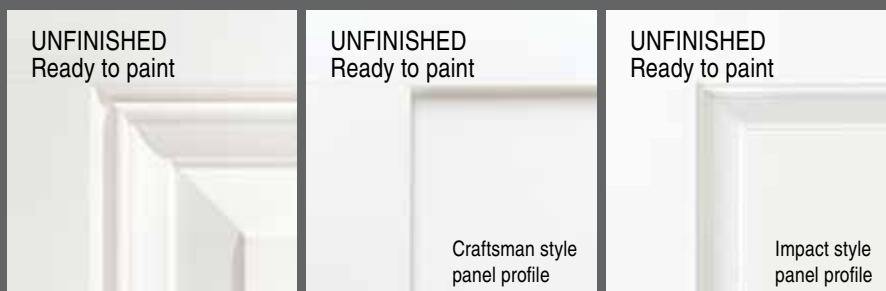 UNFINISHED
Ready to paint
UNFINISHED
Ready to paint
Craftsman style
panel profile
UNFINISHED
Ready to paint
Impact style
panel profile